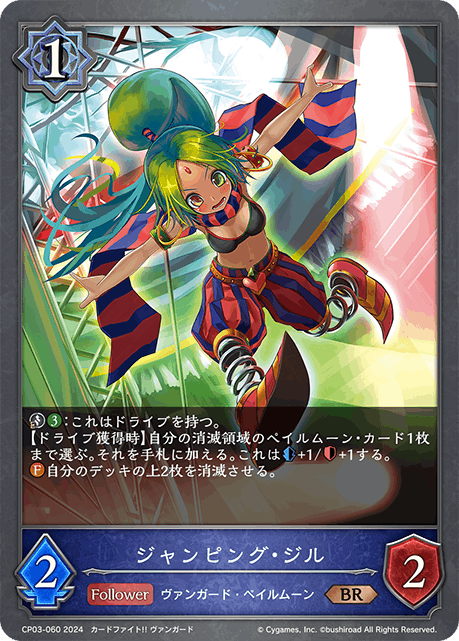 1
3:これはドライブを持つ。
【ドライブ獲得時】自分の消滅領域のペイルムーン・カード1枚
まで選ぶ。それを手札に加える。これは+1/+1する。
F自分のデッキの上2枚を消滅させる。
ジャンピング・ジル
2 Follower ヴァンガード・ペイルムーン BR 2
CP03-060 2024 カードファイト!! ヴァンガード © Cygames, Inc. ©bushiroad All Rights Reserved.